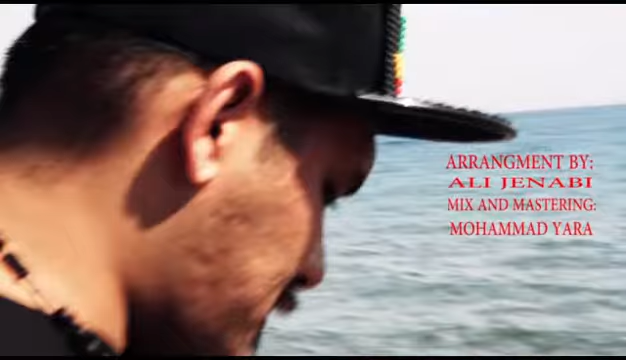 ARRANGMENT BY:
ALI JENABI
MIX AND MASTERING:
MOHAMMAD YARA